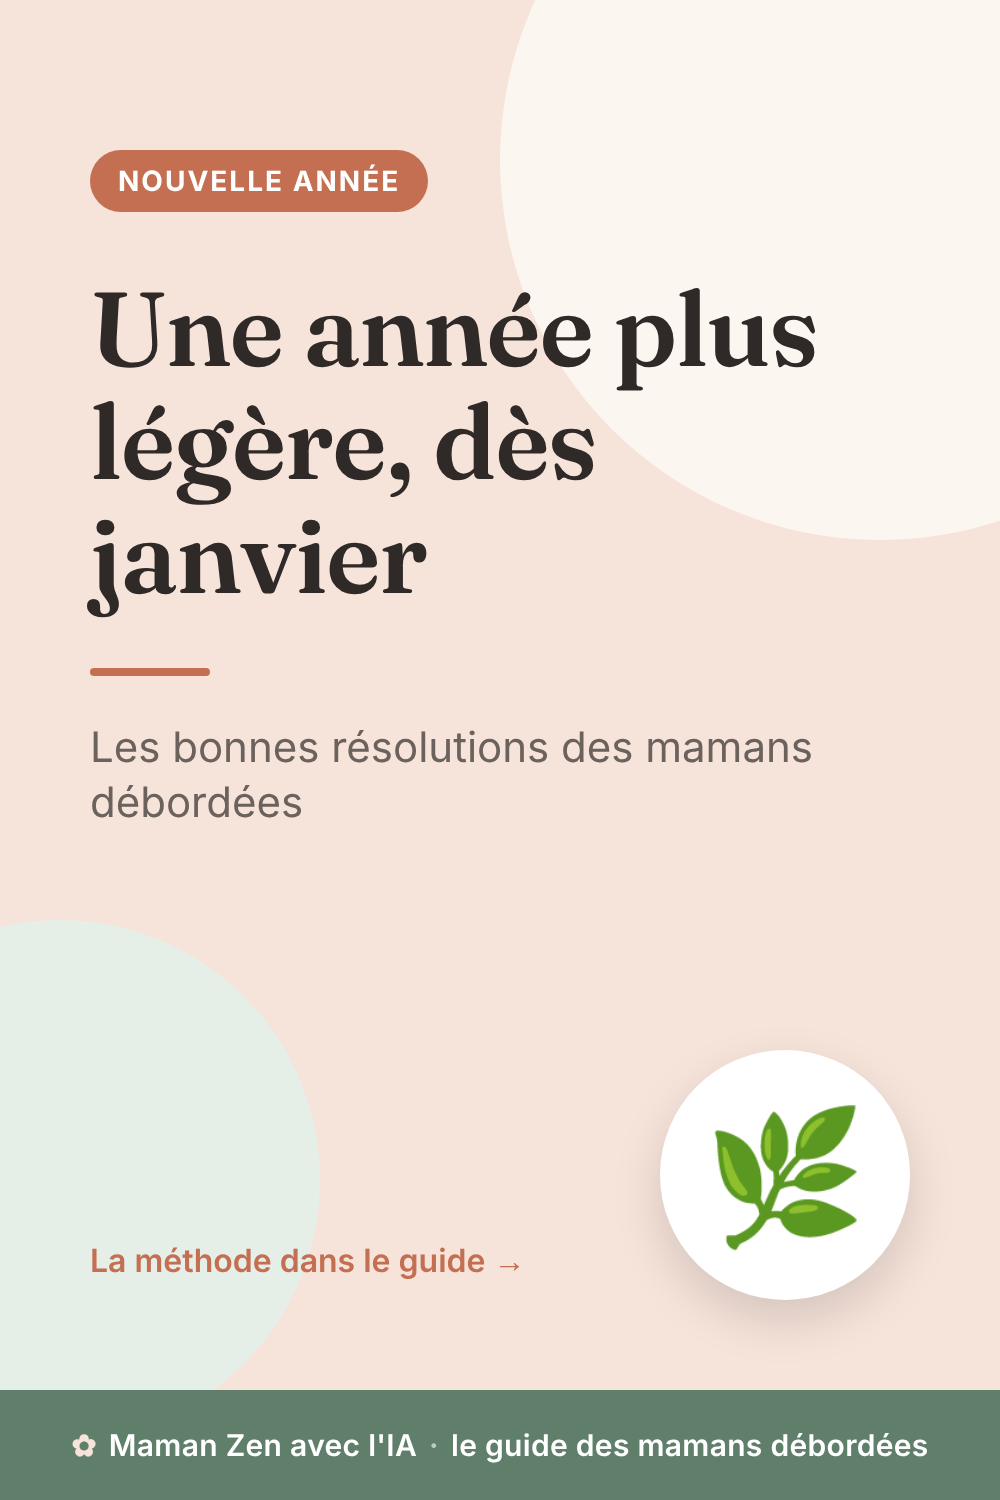 NOUVELLE ANNÉE
Une année plus
légère, dès
janvier
Les bonnes résolutions des mamans
débordées
La méthode dans le guide →
✿ Maman Zen avec l'IA · le guide des mamans débordées